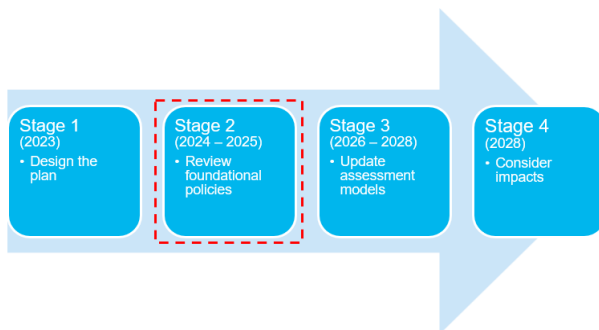 Stage 1
(2023)
• Design the
plan
Stage 2
(2024 – 2025)
• Review
foundational
policies
Stage 3
(2026 – 2028)
• Update
assessment
models
Stage 4
(2028)
• Consider
impacts